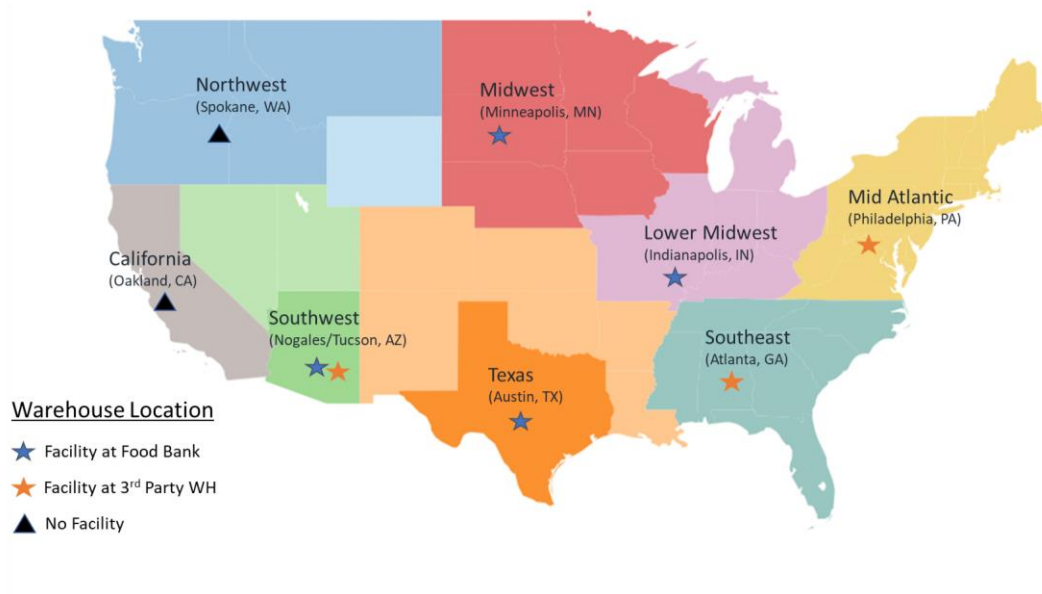 Northwest
(Spokane, WA)
Midwest
(Minneapolis, MN)
Mid Atlantic
(Philadelphia, PA)
Lower Midwest
(Indianapolis, IN)
California
(Oakland, CA)
Southwest
(Nogales/Tucson, AZ)
Southeast
(Atlanta, GA)
Texas
(Austin, TX)
Warehouse Location
Facility at Food Bank
Facility at 3rd Party WH
No Facility